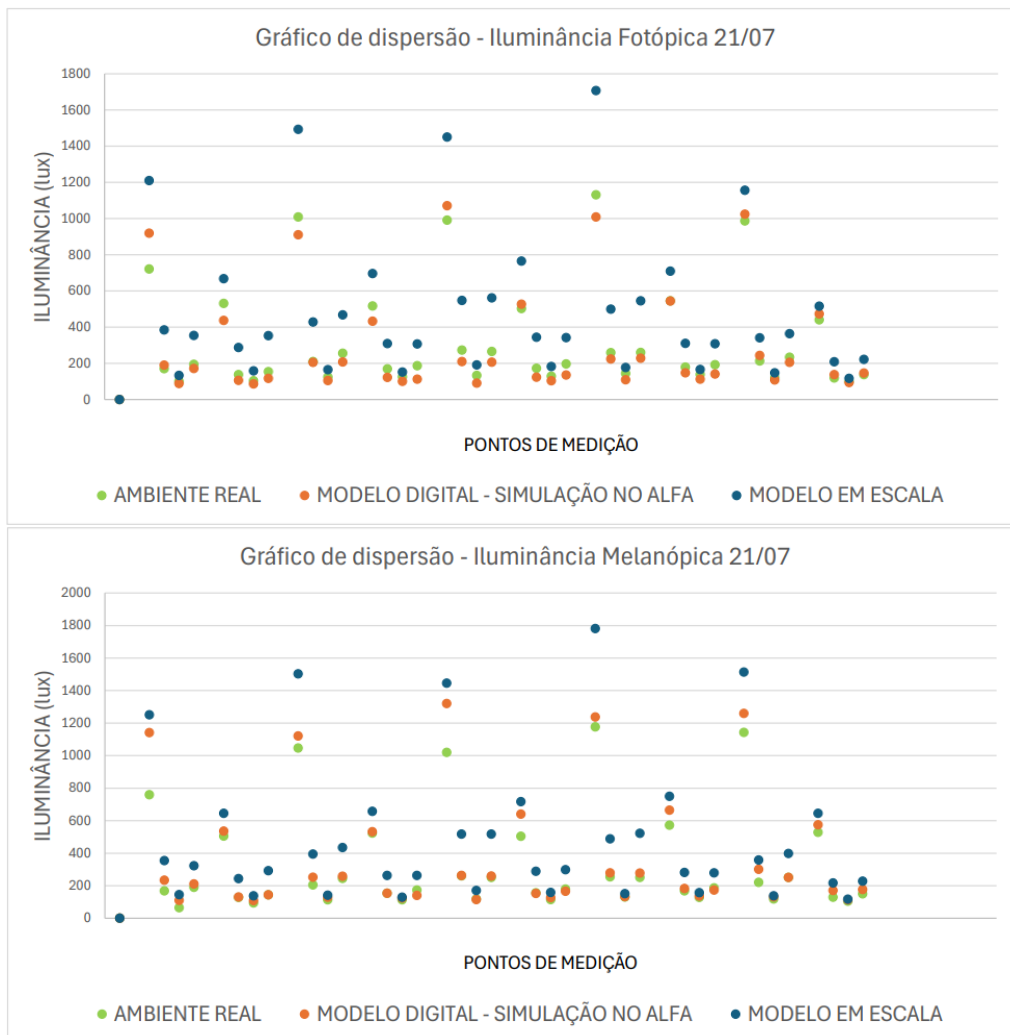 Gráfico de dispersão - Iluminância Fotópica 21/07
1800
1600
1400
1200
1000
800
600
400
200
0
ILUMINÂNCIA (lux)
PONTOS DE MEDIÇÃO
AMBIENTE REAL MODELO DIGITAL - SIMULAÇÃO NO ALFA MODELO EM ESCALA
Gráfico de dispersão - Iluminância Melanópica 21/07
2000
1800
1600
1400
1200
1000
800
600
400
200
0
ILUMINÂNCIA (lux)
PONTOS DE MEDIÇÃO
AMBIENTE REAL MODELO DIGITAL - SIMULAÇÃO NO ALFA MODELO EM ESCALA